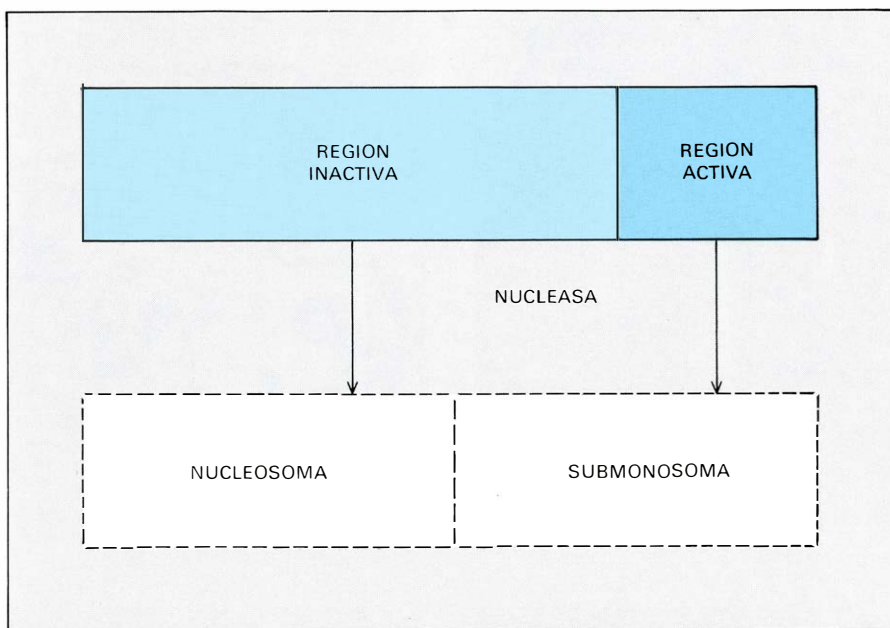 REGION
INACTIVA
REGION
ACTIVA
NUCLEASA
NUCLEOSOMA
SUBMONOSOMA